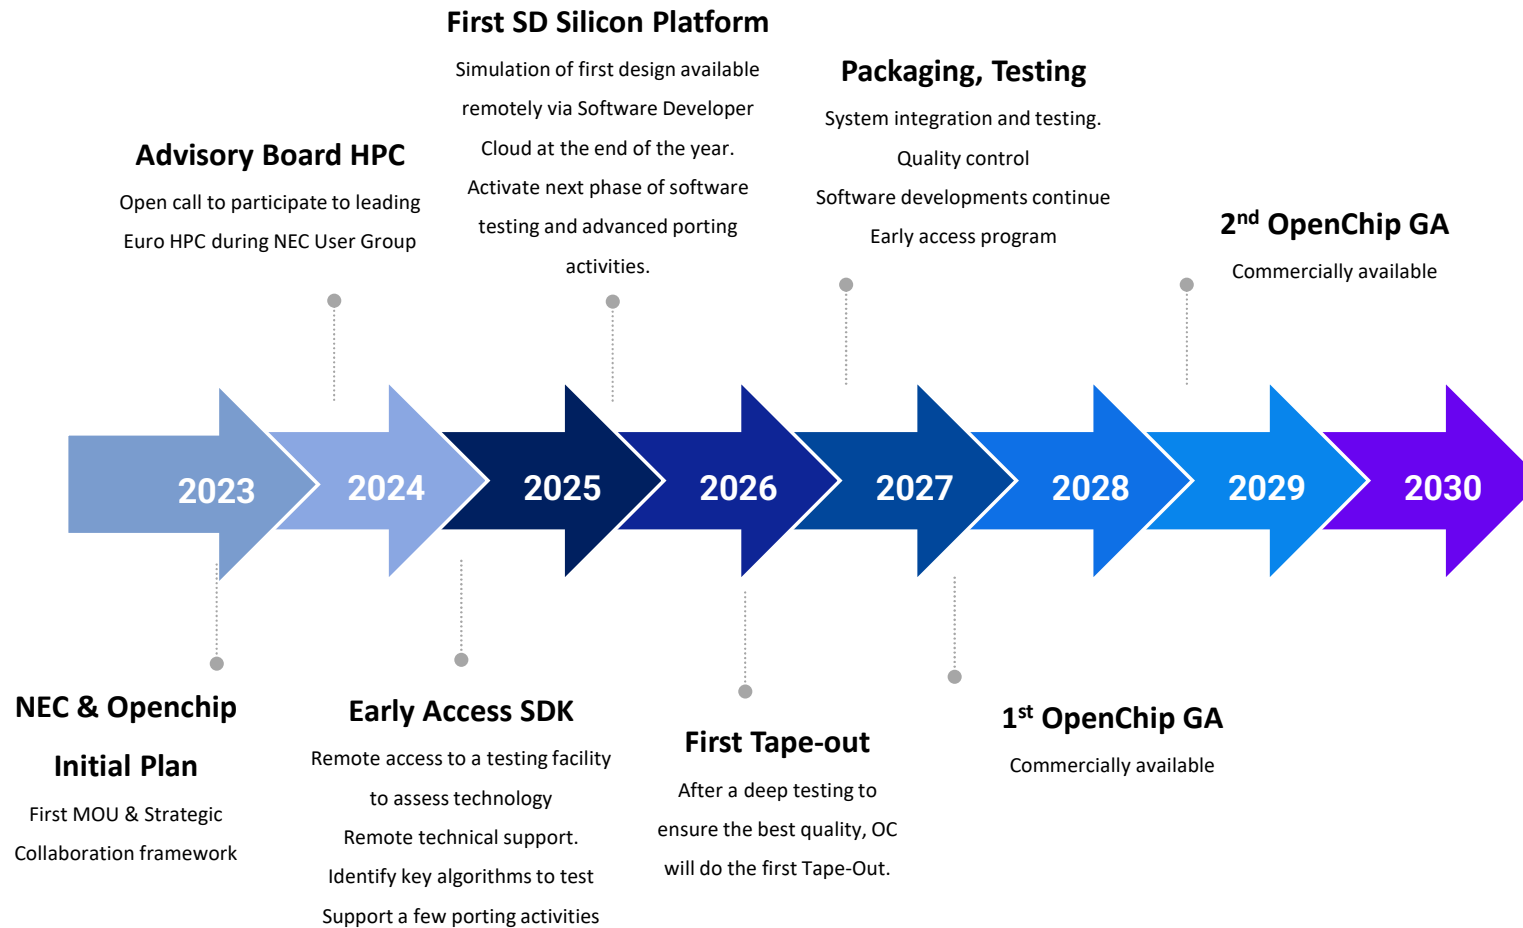 First SD Silicon Platform
Simulation of first design available
remotely via Software Developer
Cloud at the end of the year.
Activate next phase of software
testing and advanced porting
activities.
Packaging, Testing
System integration and testing.
Quality control
Software developments continue
Early access program
Advisory Board HPC
Open call to participate to leading
Euro HPC during NEC User Group
2nd OpenChip GA
Commercially available
2023
2024
2025
2026
2027
2028
2029
2030
NEC & Openchip
Initial Plan
First MOU & Strategic
Collaboration framework
Early Access SDK
Remote access to a testing facility
to assess technology
Remote technical support.
Identify key algorithms to test
Support a few porting activities
First Tape-out
After a deep testing to
ensure the best quality, OC
will do the first Tape-Out.
1st OpenChip GA
Commercially available